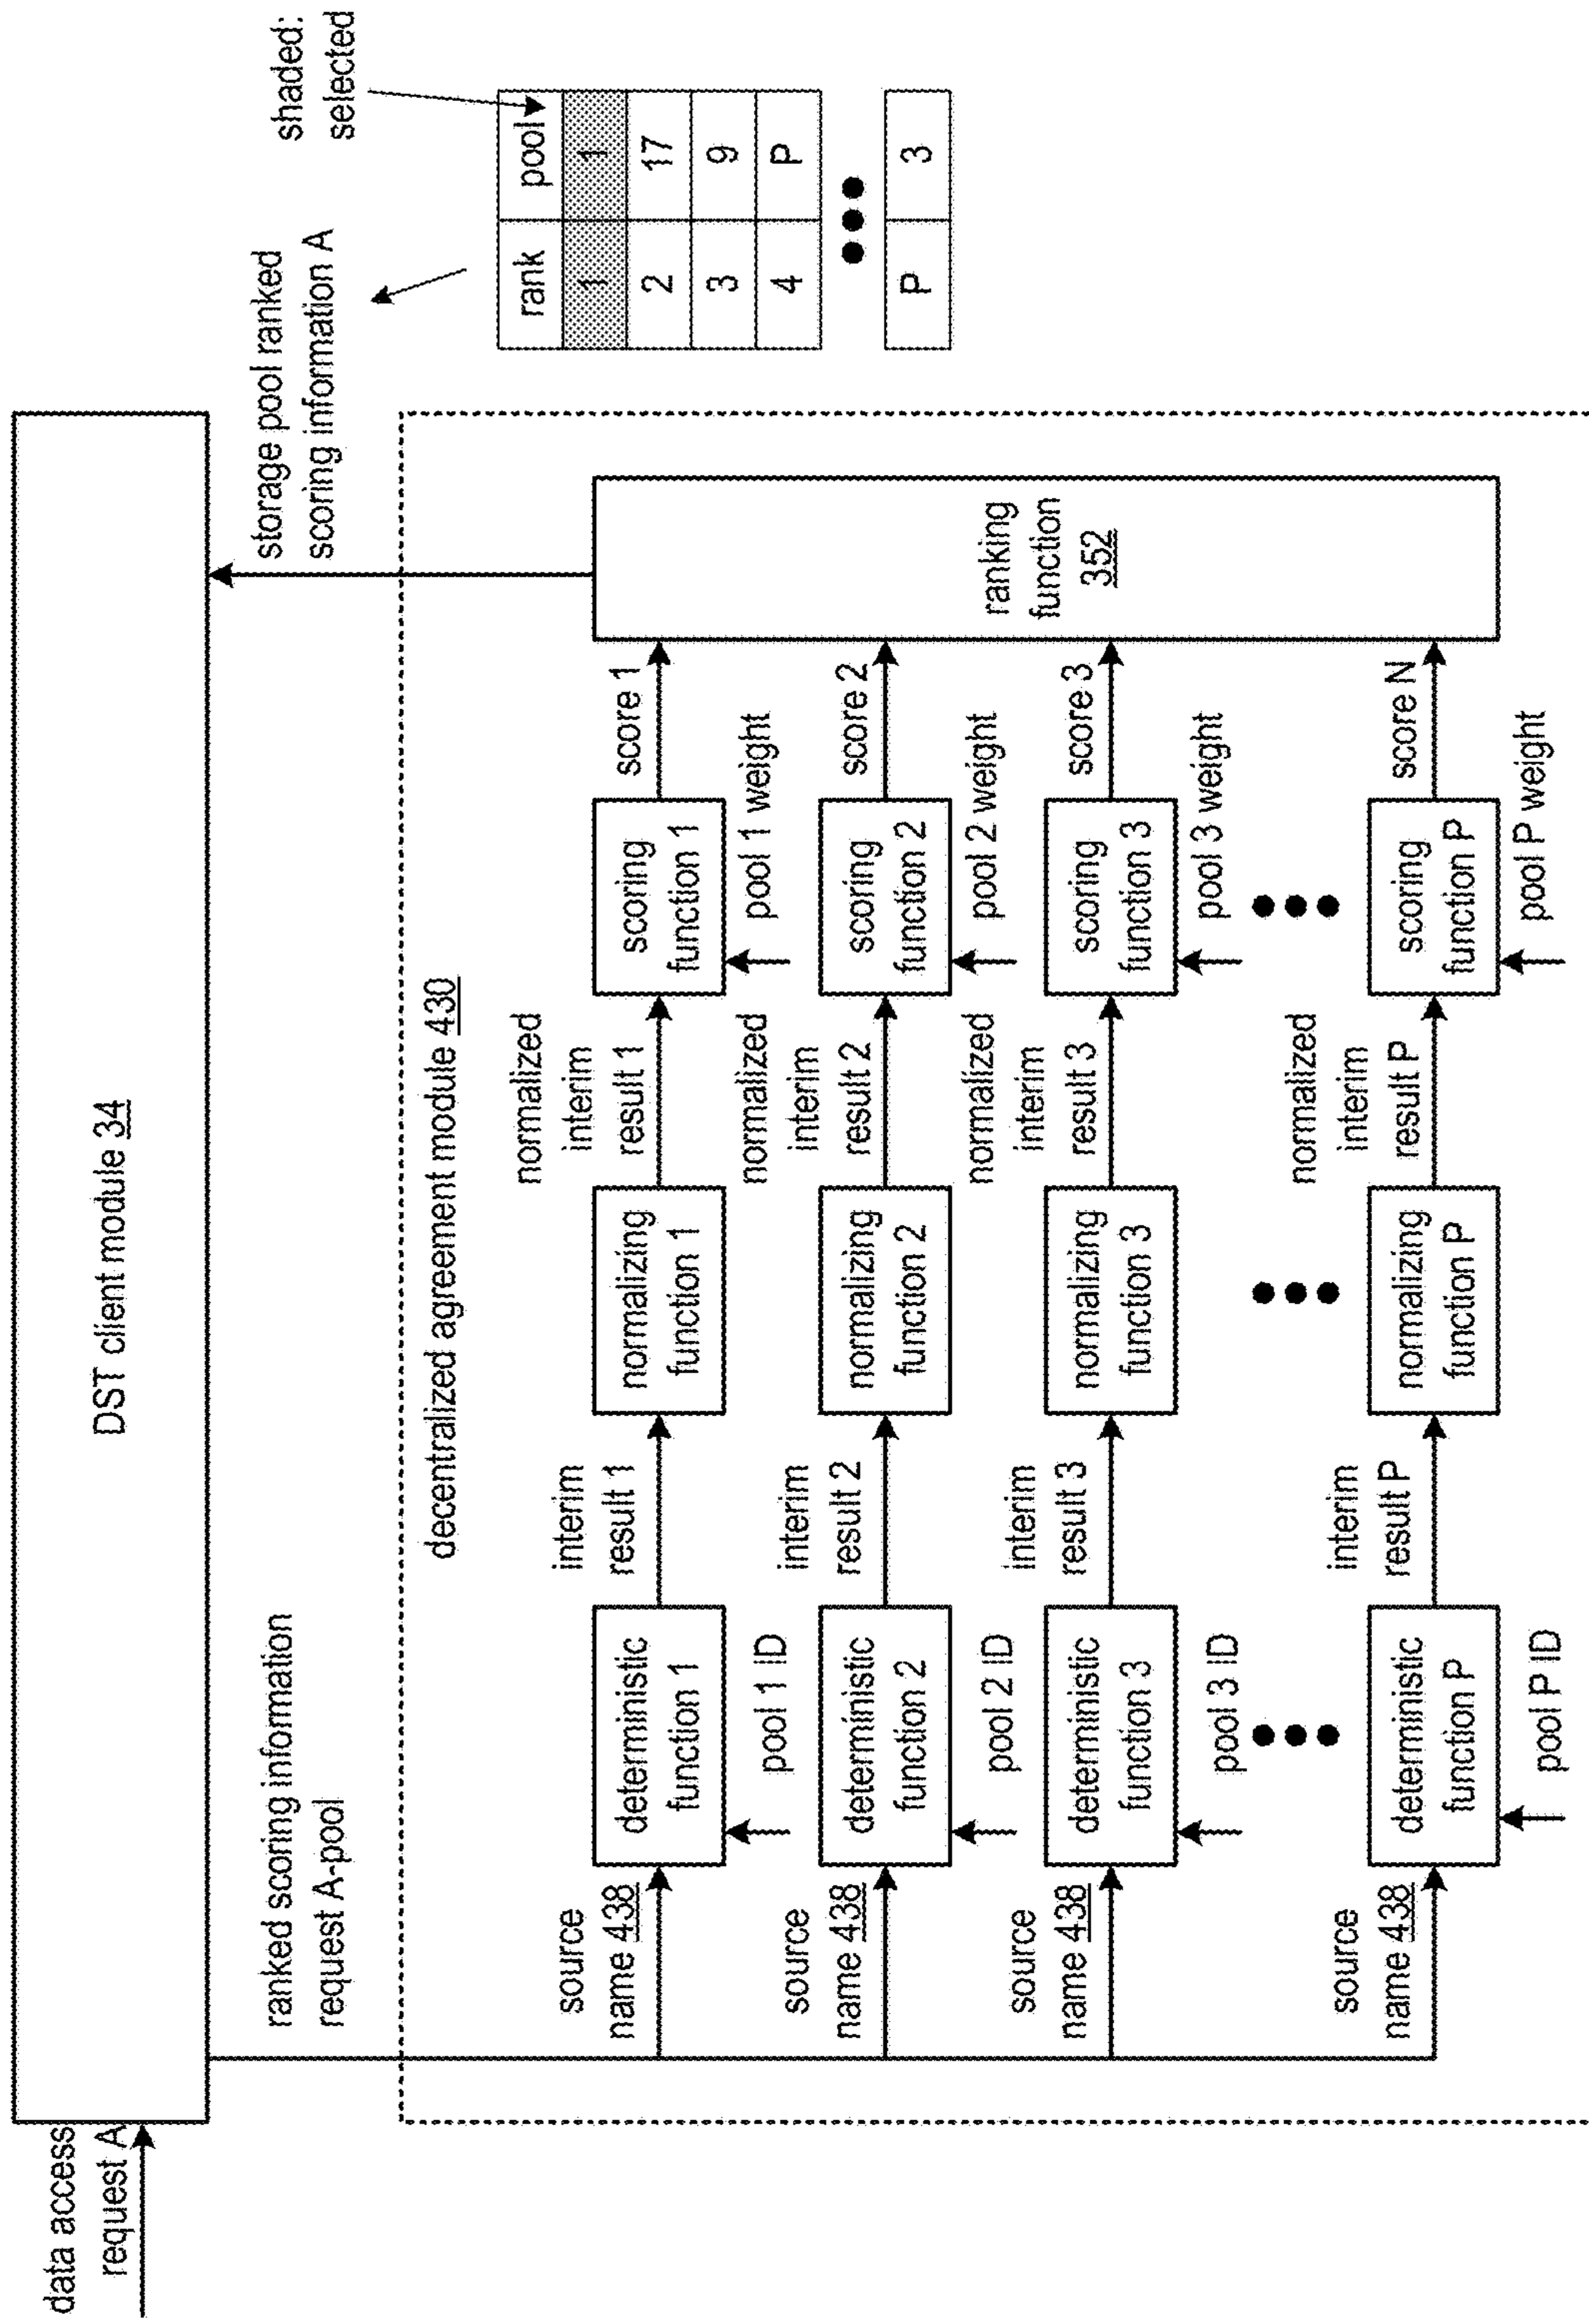 data access
request A
DST client module 34
ranked scoring information
request A-pool
storage pool ranked
scoring information A
shaded:
selected
rank pool
1 1
2 17
3 9
4 P
P 3
decentralized agreement module 430
source
name 438
deterministic
function 1
pool 1 ID
interim
result 1
normalizing
function 1
normalized
interim
result 1
scoring
function 1
pool 1 weight
score 1
source
name 438
deterministic
function 2
pool 2 ID
interim
result 2
normalizing
function 2
normalized
interim
result 2
scoring
function 2
pool 2 weight
score 2
source
name 438
deterministic
function 3
pool 3 ID
interim
result 3
normalizing
function 3
normalized
interim
result 3
scoring
function 3
pool 3 weight
score 3
source
name 438
deterministic
function P
pool P ID
interim
result P
normalizing
function P
normalized
interim
result P
scoring
function P
pool P weight
score N
ranking
function
352